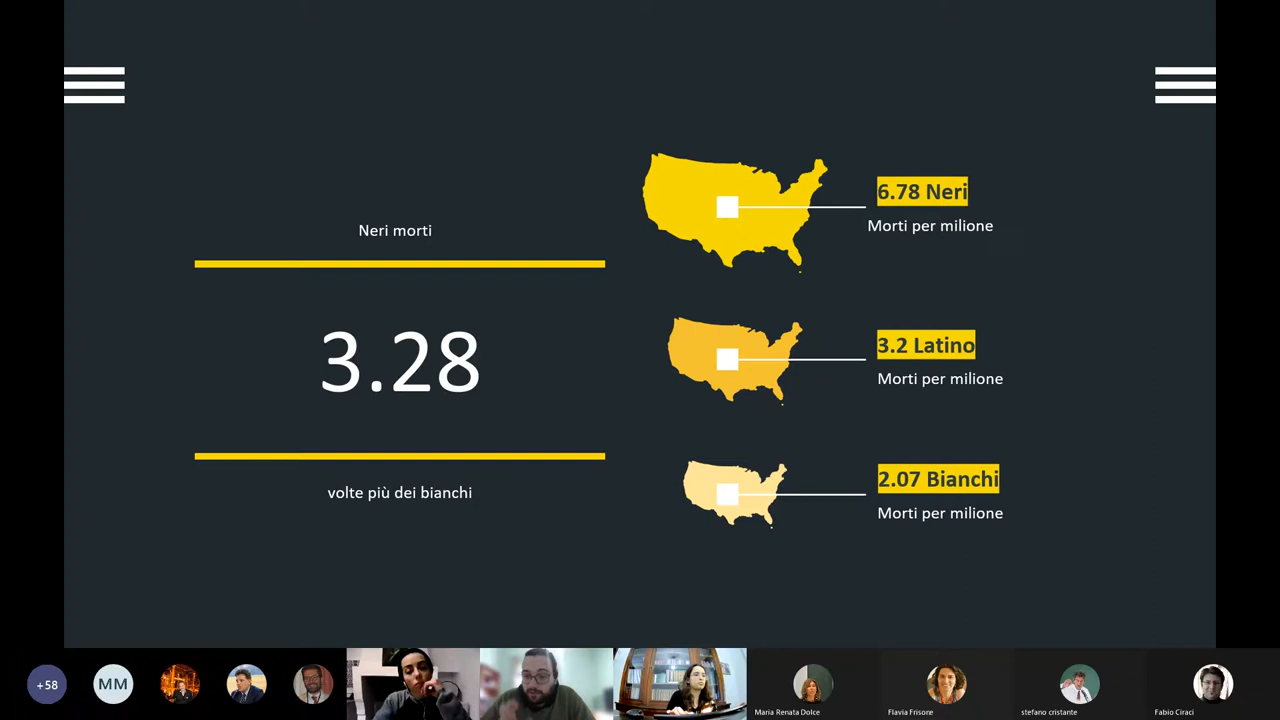 Neri morti
3.28
volte più dei bianchi
6.78 Neri
Morti per milione
3.2 Latino
Morti per milione
2.07 Bianchi
Morti per milione
+58
MM
Maria Renata Dolce
Flavia Frisone
stefano cristante
Fabio Ciraci